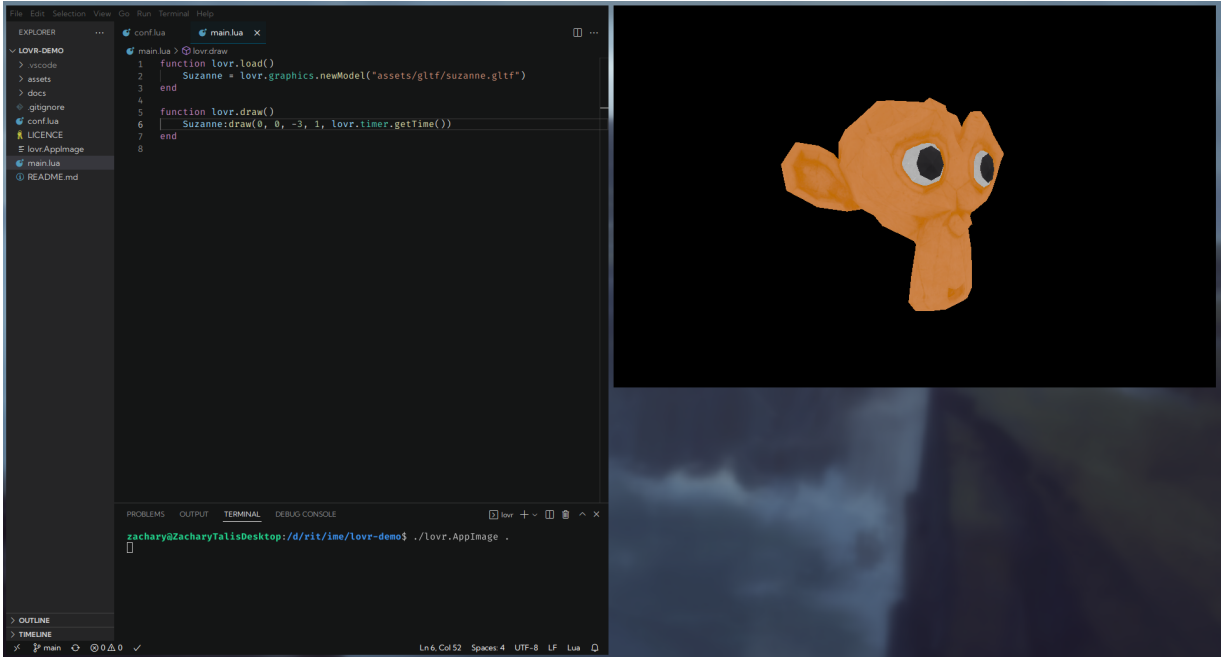 File Edit Selection View Go Run Terminal Help
EXPLORER
LOVR-DEMO
.vscode
assets
docs
.gitignore
conf.lua
LICENCE
lovr.AppImage
main.lua
README.md
OUTLINE
TIMELINE
conf.lua main.lua
main.lua > lovr.draw
1 function lovr.load()
2 Suzanne = lovr.graphics.newModel("assets/gltf/suzanne.gltf")
3 end
4
5 function lovr.draw()
6 Suzanne:draw(0, 0, -3, 1, lovr.timer.getTime())
7 end
8
PROBLEMS OUTPUT TERMINAL DEBUG CONSOLE lovr
zachary@ZacharyTalisDesktop:/d/rit/ime/lovr-demo$ ./lovr.AppImage .
main 0 0 Ln 6, Col 52 Spaces: 4 UTF-8 LF Lua